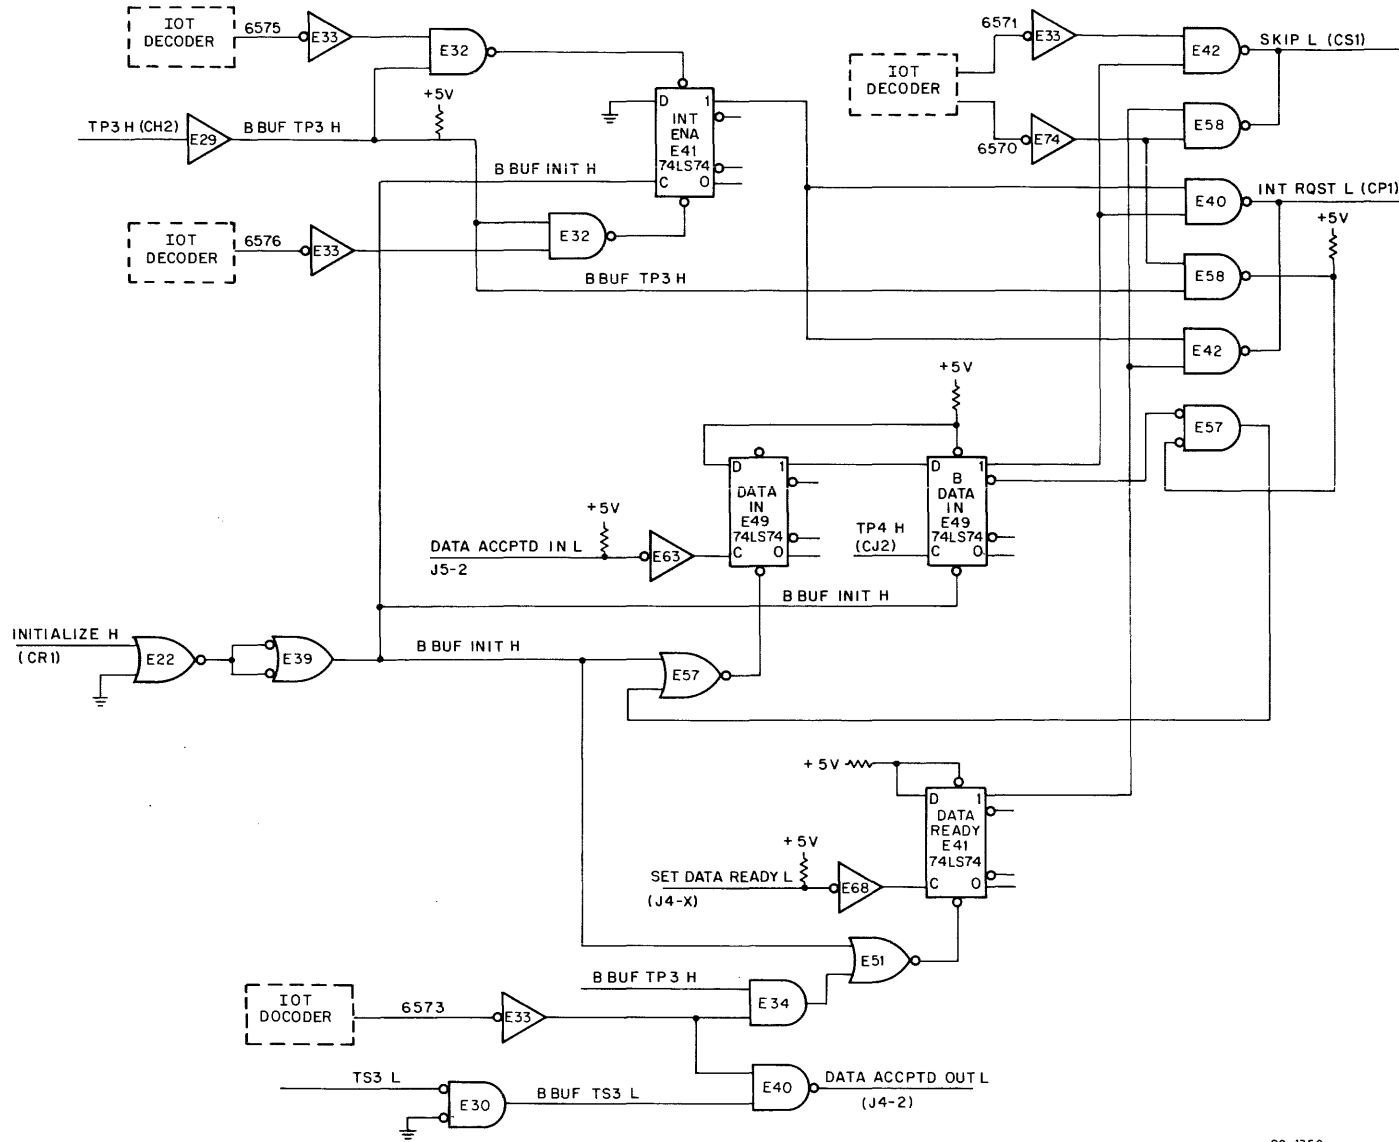 IOT
DECODER
6575
E33
E32
+5V
TP3 H (CH2)
E29
B BUF TP3 H
D 1
INT
ENA
E41
74LS74
C 0
B BUF INIT H
IOT
DECODER
6576
E33
E32
B BUF TP3 H
IOT
DECODER
6571
E33
6570
E74
E42
SKIP L (CS1)
E58
E40
INT RQST L (CP1)
+5V
E58
E42
E57
+5V
D 1
DATA
IN
E49
74LS74
C 0
D 1
B
DATA
IN
E49
74LS74
C 0
TP4 H
(CJ2)
+5V
DATA ACCPTD IN L
J5-2
E63
B BUF INIT H
INITIALIZE H
(CR1)
E22
E39
B BUF INIT H
E57
+5V
D 1
DATA
READY
E41
74LS74
C 0
+5V
SET DATA READY L
(J4-X)
E68
E51
B BUF TP3 H
E34
IOT
DOCODER
6573
E33
TS3 L
E30
B BUF TS3 L
E40
DATA ACCPTD OUT L
(J4-2)